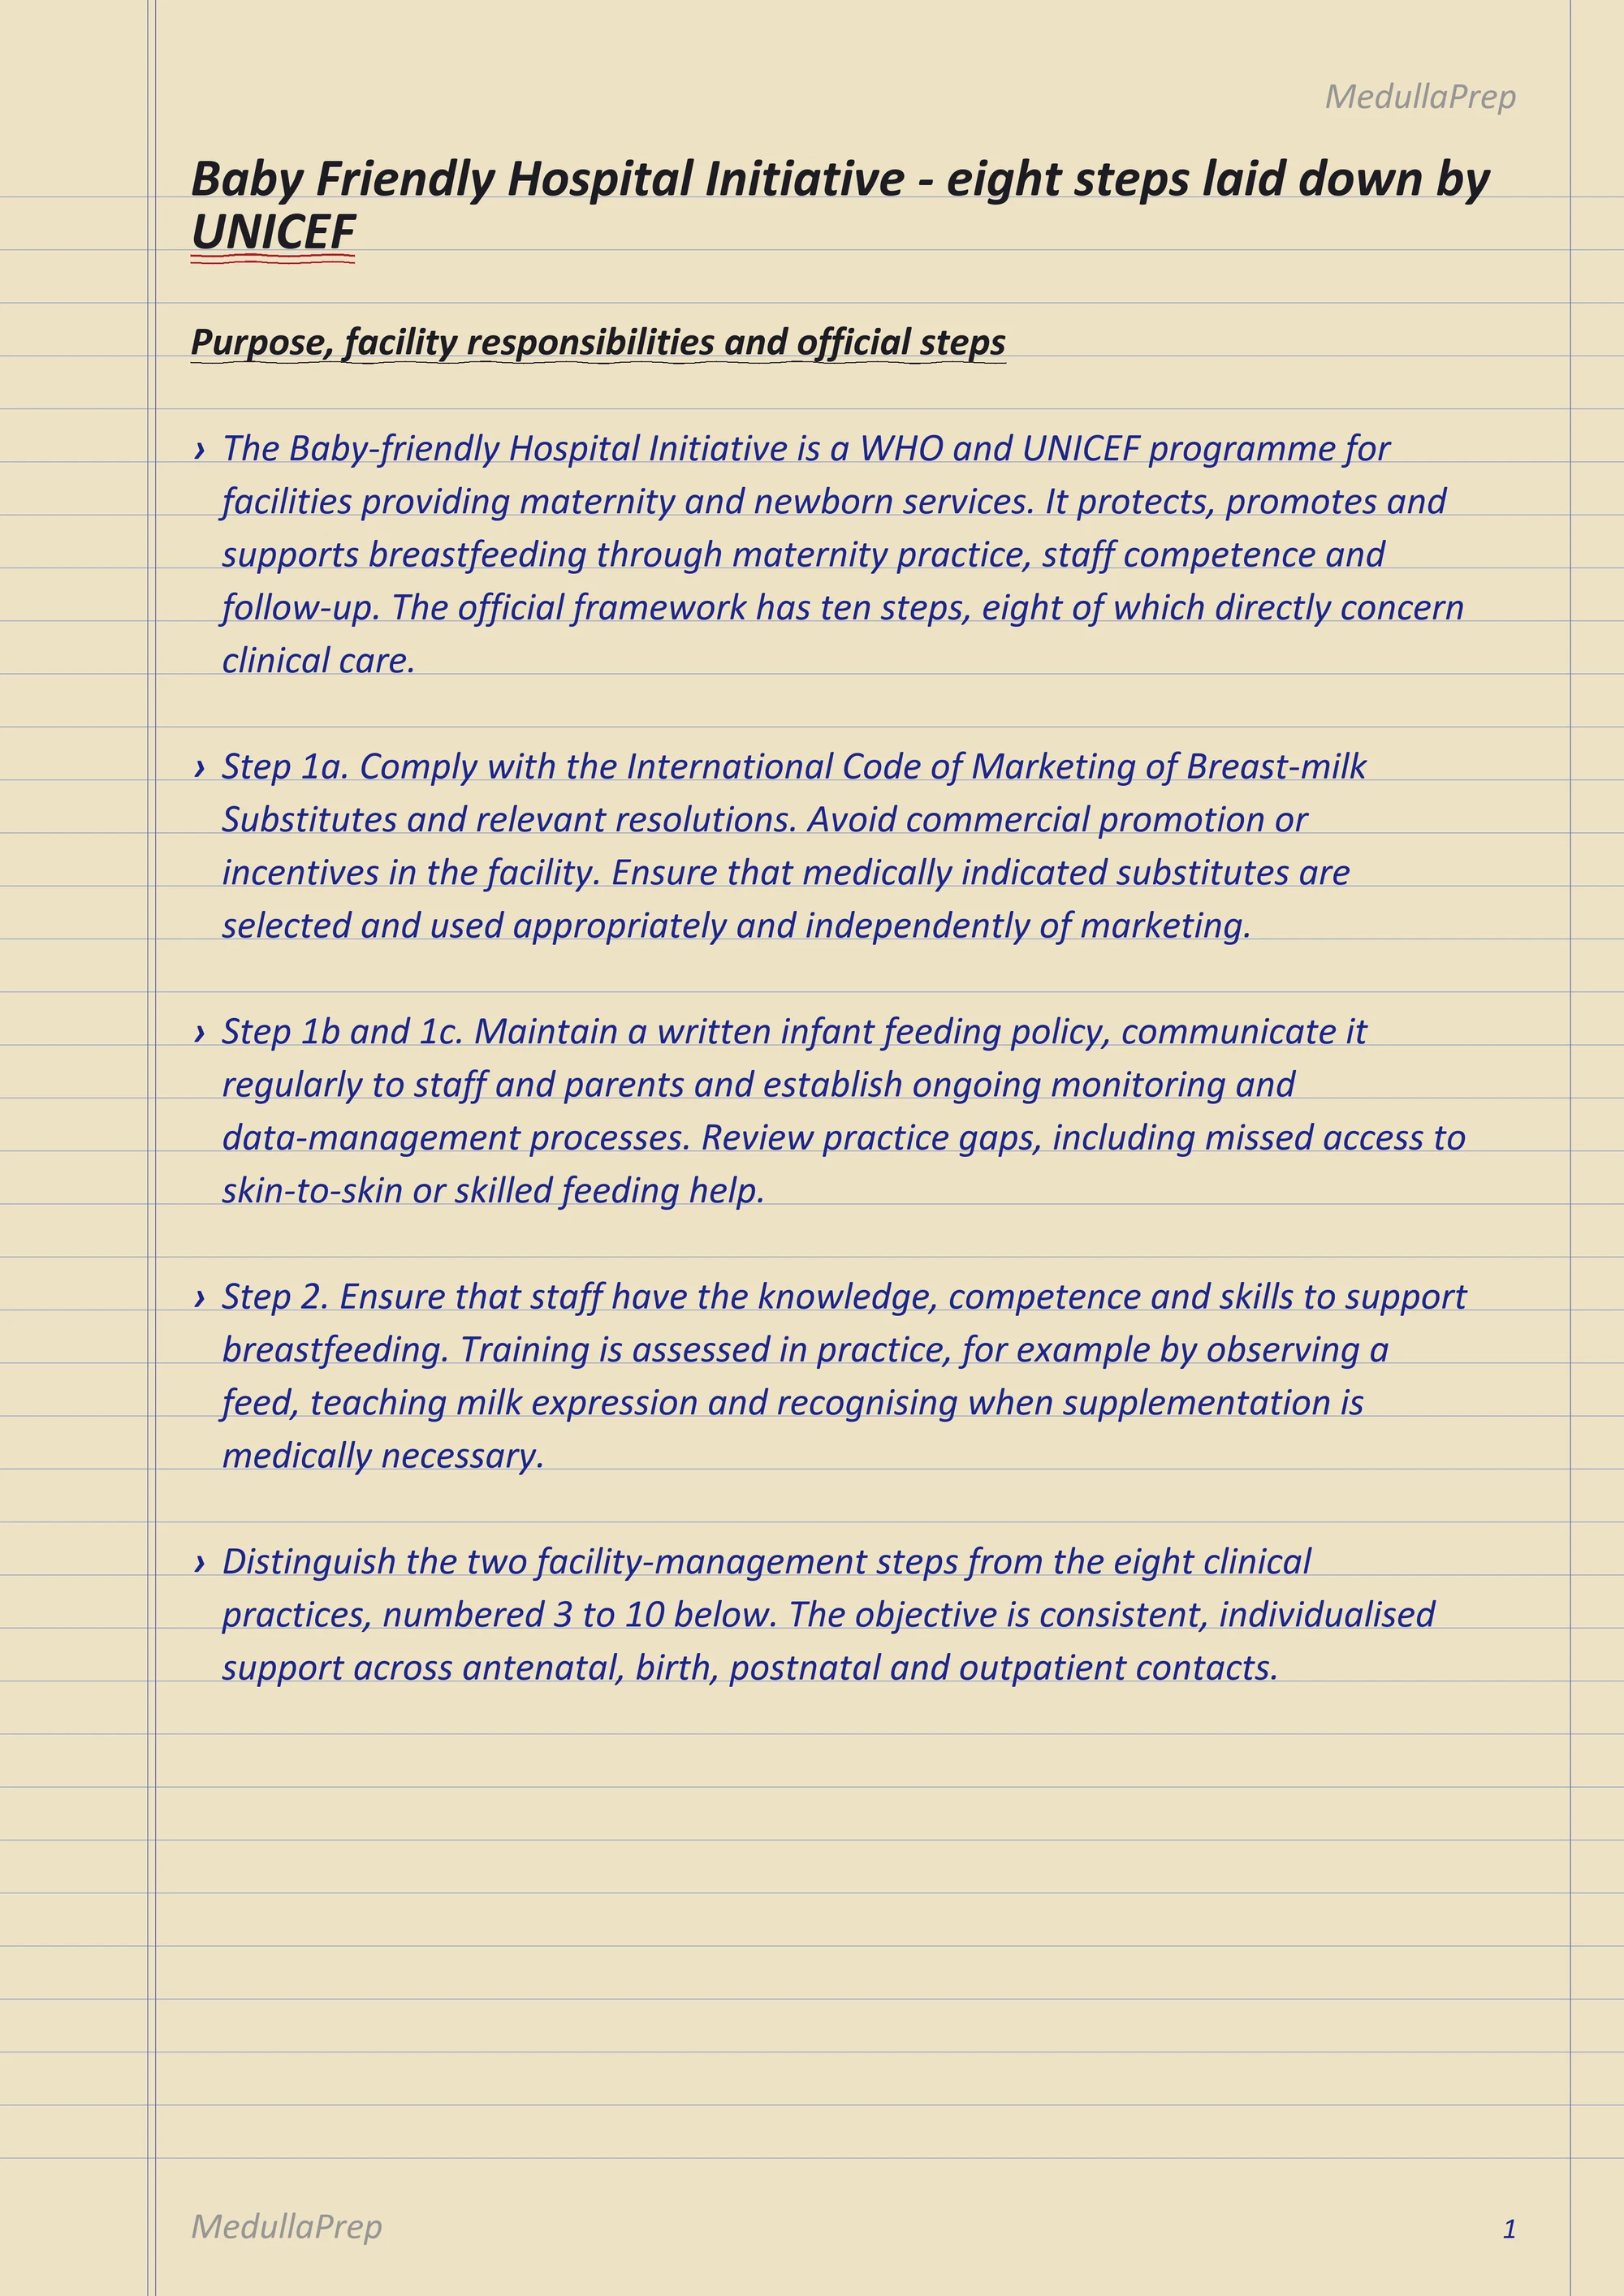 MedullaPrep
Baby Friendly Hospital Initiative - eight steps laid down by
UNICEF
Purpose, facility responsibilities and official steps
› The Baby-friendly Hospital Initiative is a WHO and UNICEF programme for
facilities providing maternity and newborn services. It protects, promotes and
supports breastfeeding through maternity practice, staff competence and
follow-up. The official framework has ten steps, eight of which directly concern
clinical care.
› Step 1a. Comply with the International Code of Marketing of Breast-milk
Substitutes and relevant resolutions. Avoid commercial promotion or
incentives in the facility. Ensure that medically indicated substitutes are
selected and used appropriately and independently of marketing.
› Step 1b and 1c. Maintain a written infant feeding policy, communicate it
regularly to staff and parents and establish ongoing monitoring and
data-management processes. Review practice gaps, including missed access to
skin-to-skin or skilled feeding help.
› Step 2. Ensure that staff have the knowledge, competence and skills to support
breastfeeding. Training is assessed in practice, for example by observing a
feed, teaching milk expression and recognising when supplementation is
medically necessary.
› Distinguish the two facility-management steps from the eight clinical
practices, numbered 3 to 10 below. The objective is consistent, individualised
support across antenatal, birth, postnatal and outpatient contacts.
MedullaPrep
1